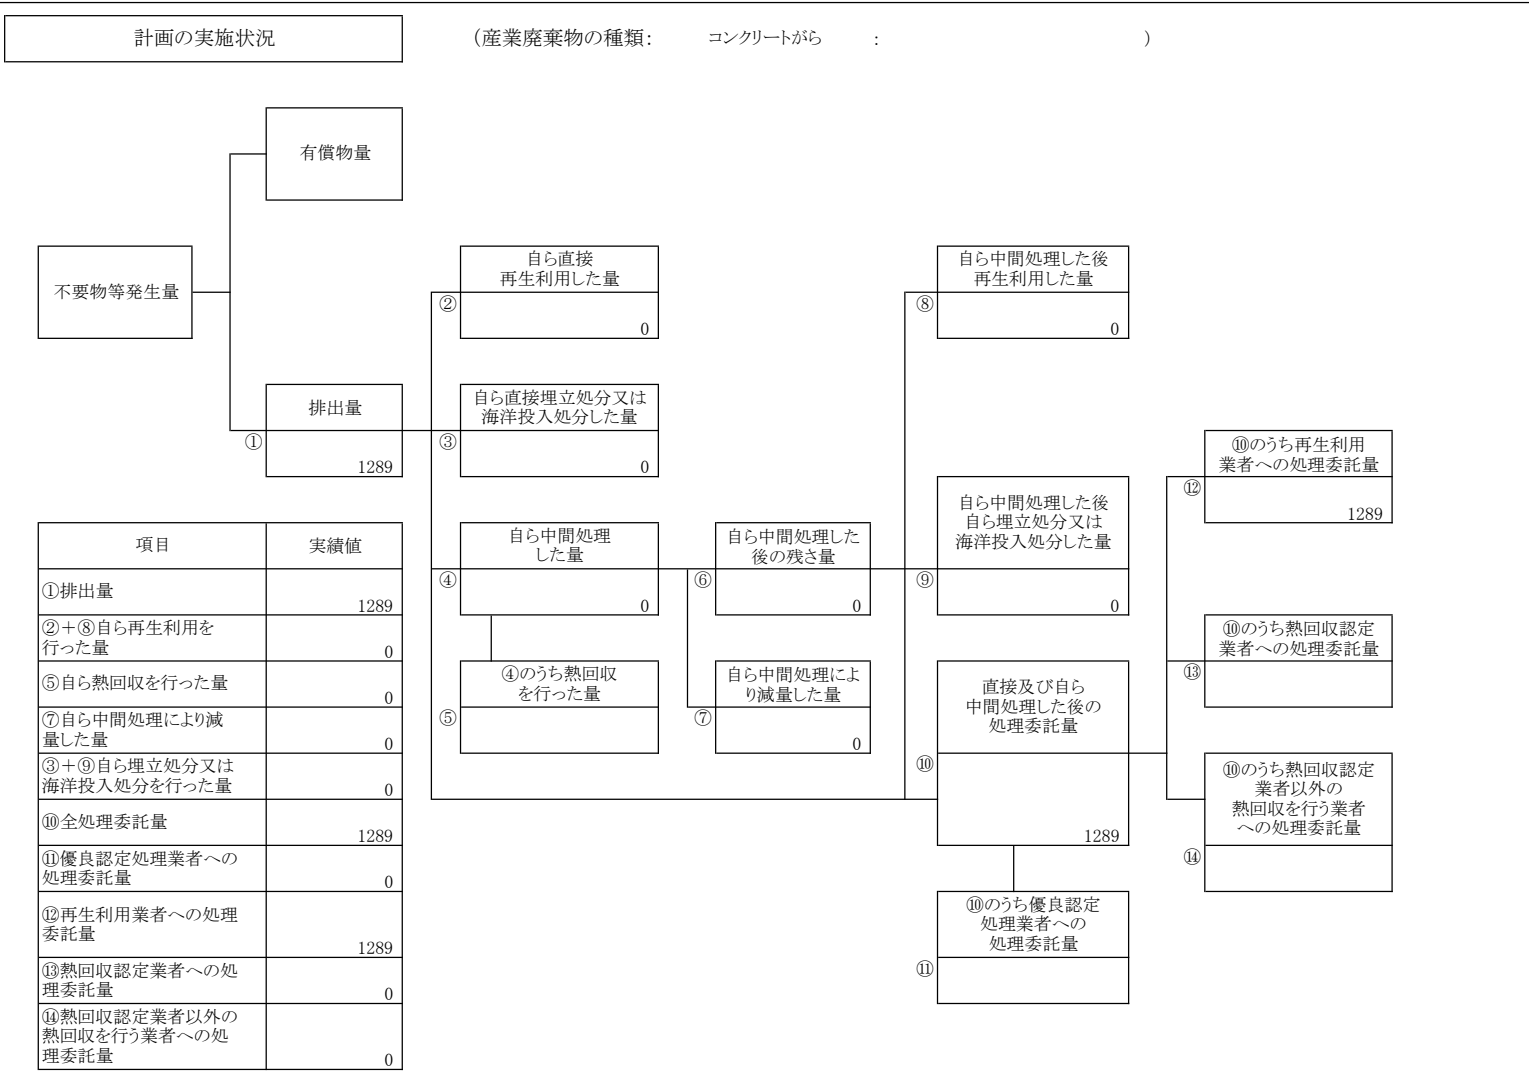 計画の実施状況
（産業廃棄物の種類： コンクリートがら ： ）
有償物量
不要物等発生量
自ら直接
再生利用した量
②
0
自ら中間処理した後
再生利用した量
⑧
0
排出量
①
1289
自ら直接埋立処分又は
海洋投入処分した量
③
0
⑩のうち再生利用
業者への処理委託量
⑫
1289
自ら中間処理
した量
④
0
自ら中間処理した
後の残さ量
⑥
0
自ら中間処理した後
自ら埋立処分又は
海洋投入処分した量
⑨
0
⑩のうち熱回収認定
業者への処理委託量
⑬
④のうち熱回収
を行った量
⑤
自ら中間処理によ
り減量した量
⑦
0
直接及び自ら
中間処理した後の
処理委託量
⑩
1289
⑩のうち熱回収認定
業者以外の
熱回収を行う業者
への処理委託量
⑭
⑩のうち優良認定
処理業者への
処理委託量
⑪
項目 実績値
①排出量 1289
②＋⑧自ら再生利用を
行った量 0
⑤自ら熱回収を行った量 0
⑦自ら中間処理により減
量した量 0
③＋⑨自ら埋立処分又は
海洋投入処分を行った量 0
⑩全処理委託量 1289
⑪優良認定処理業者への
処理委託量 0
⑫再生利用業者への処理
委託量 1289
⑬熱回収認定業者への処
理委託量 0
⑭熱回収認定業者以外の
熱回収を行う業者への処
理委託量 0